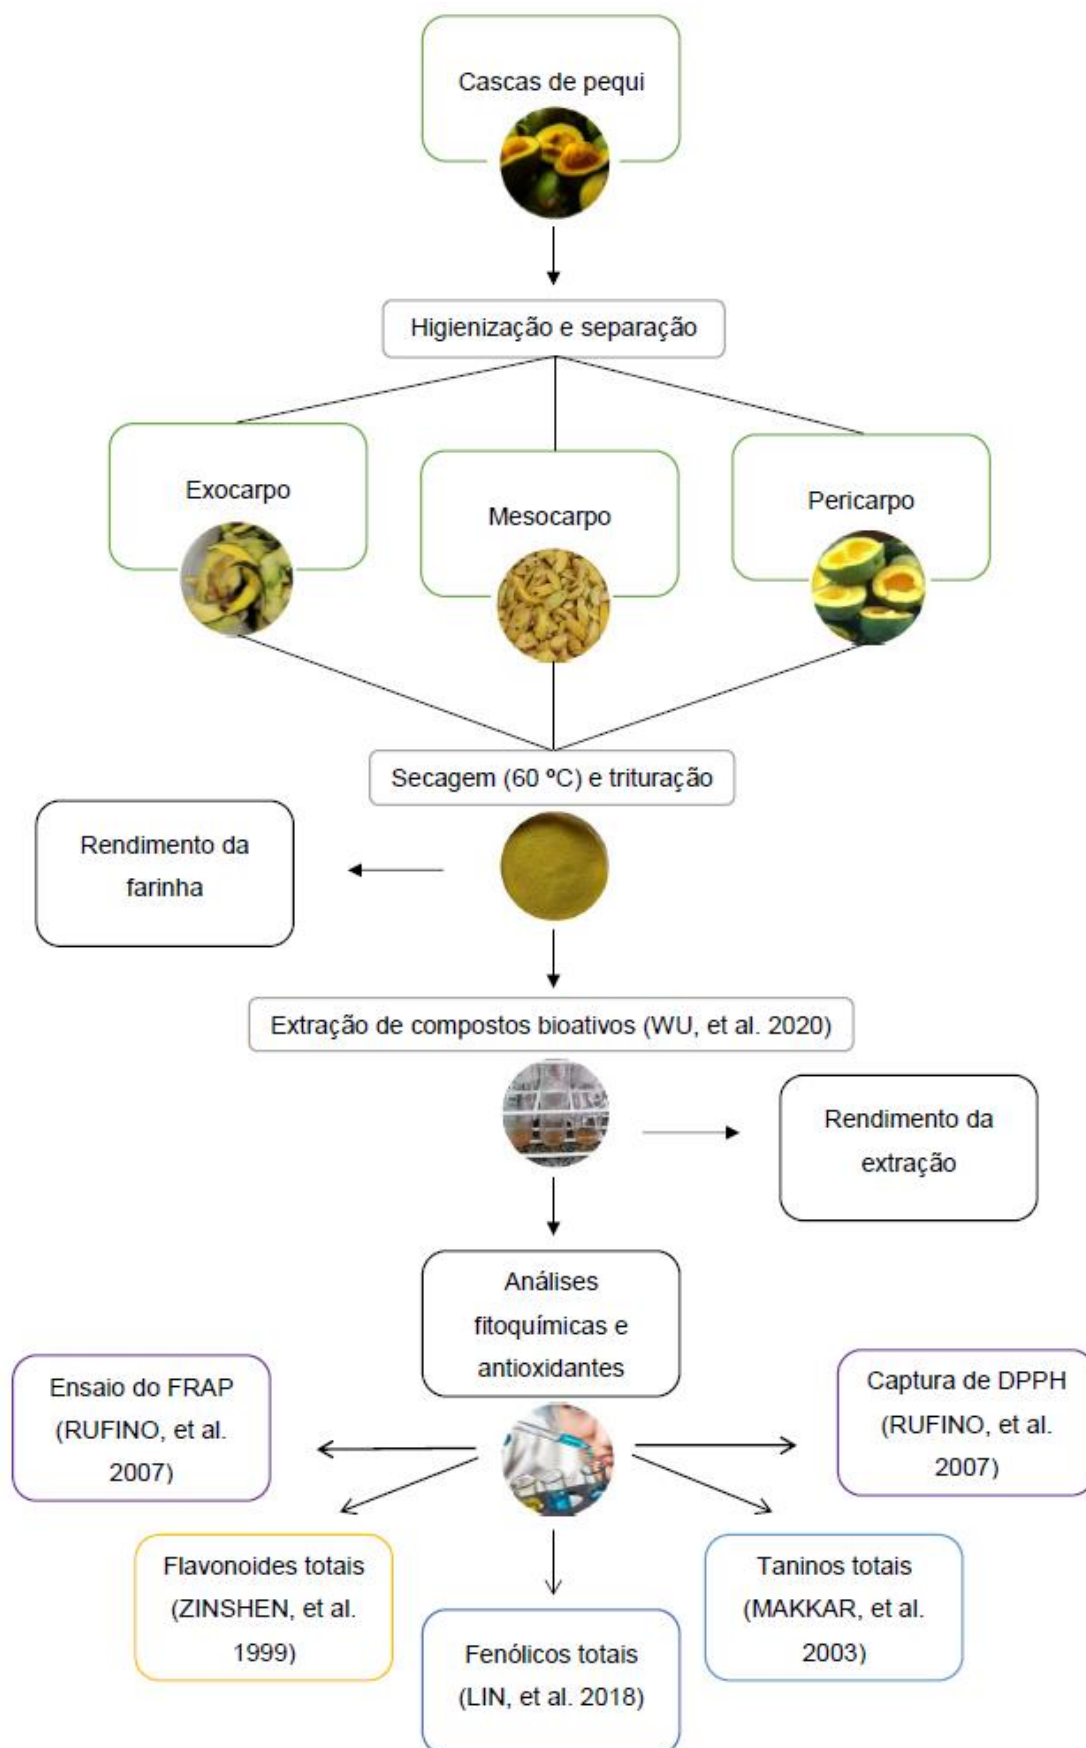 Cascas de pequi
Higienização e separação
Exocarpo
Mesocarpo
Pericarpo
Secagem (60 ºC) e trituração
Rendimento da
farinha
Extração de compostos bioativos (WU, et al. 2020)
Rendimento da
extração
Análises
fitoquímicas e
antioxidantes
Ensaio do FRAP
(RUFINO, et al.
2007)
Captura de DPPH
(RUFINO, et al.
2007)
Flavonoides totais
(ZINSHEN, et al.
1999)
Fenólicos totais
(LIN, et al. 2018)
Taninos totais
(MAKKAR, et al.
2003)